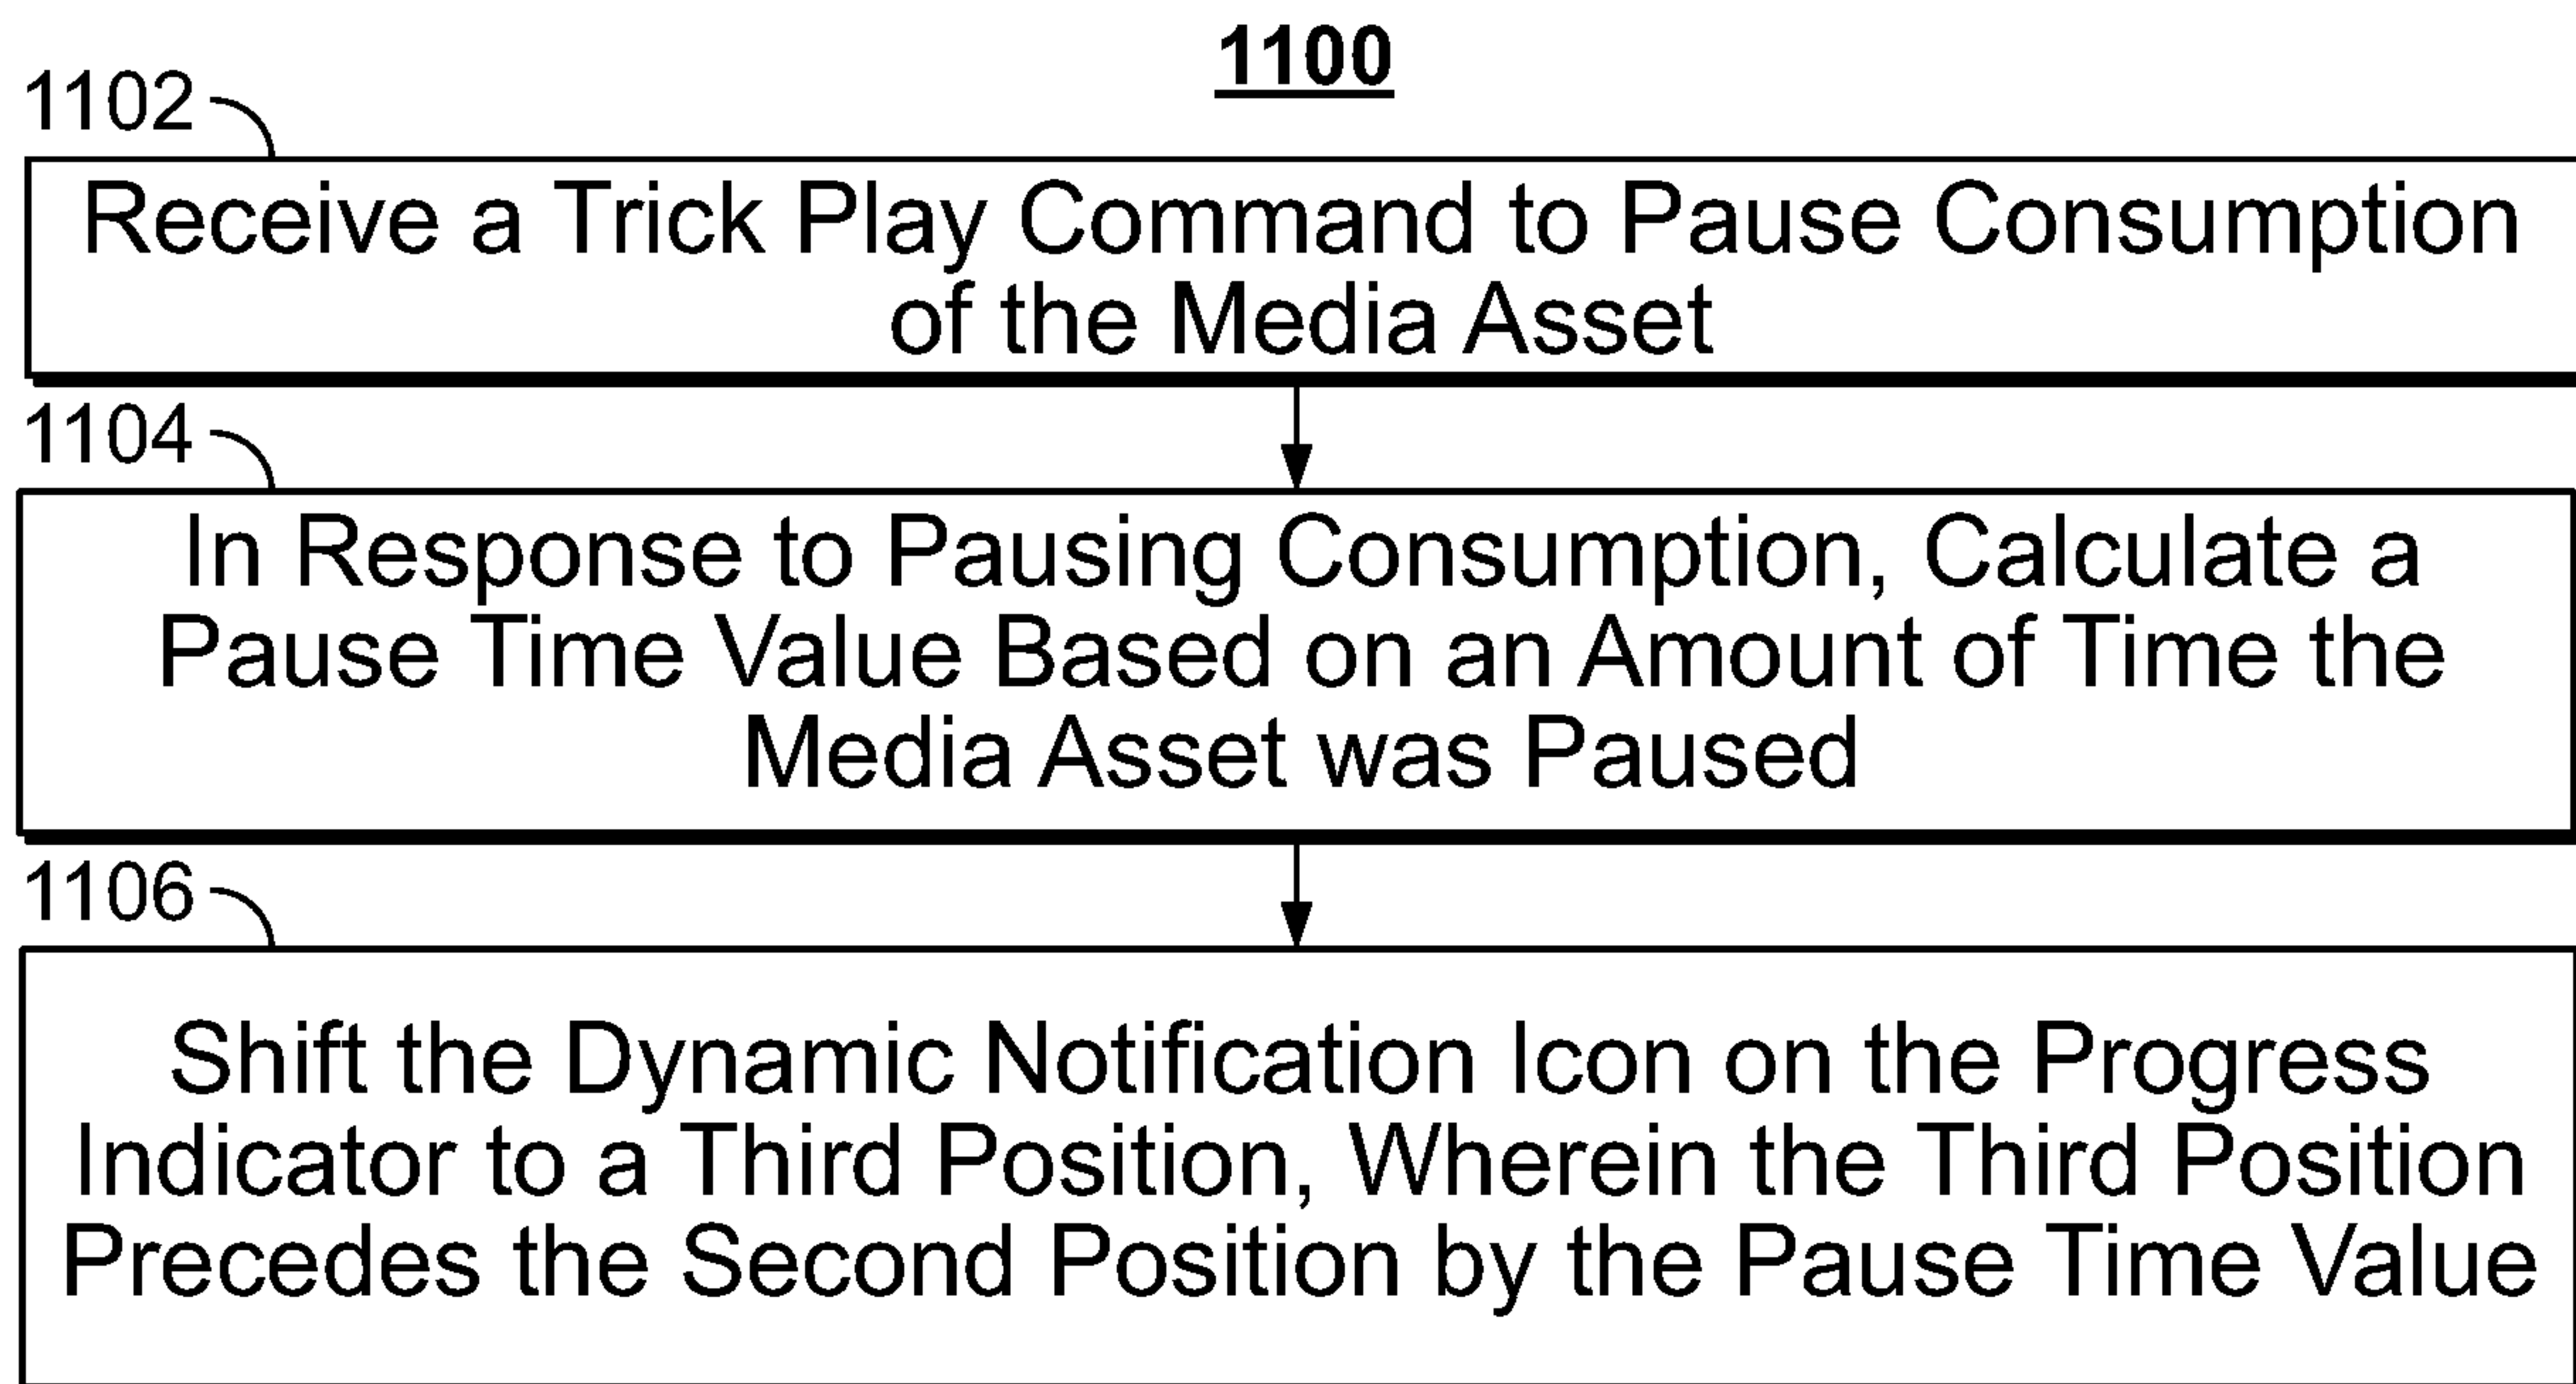 1100
1102
Receive a Trick Play Command to Pause Consumption
of the Media Asset
1104
In Response to Pausing Consumption, Calculate a
Pause Time Value Based on an Amount of Time the
Media Asset was Paused
1106
Shift the Dynamic Notification Icon on the Progress
Indicator to a Third Position, Wherein the Third Position
Precedes the Second Position by the Pause Time Value